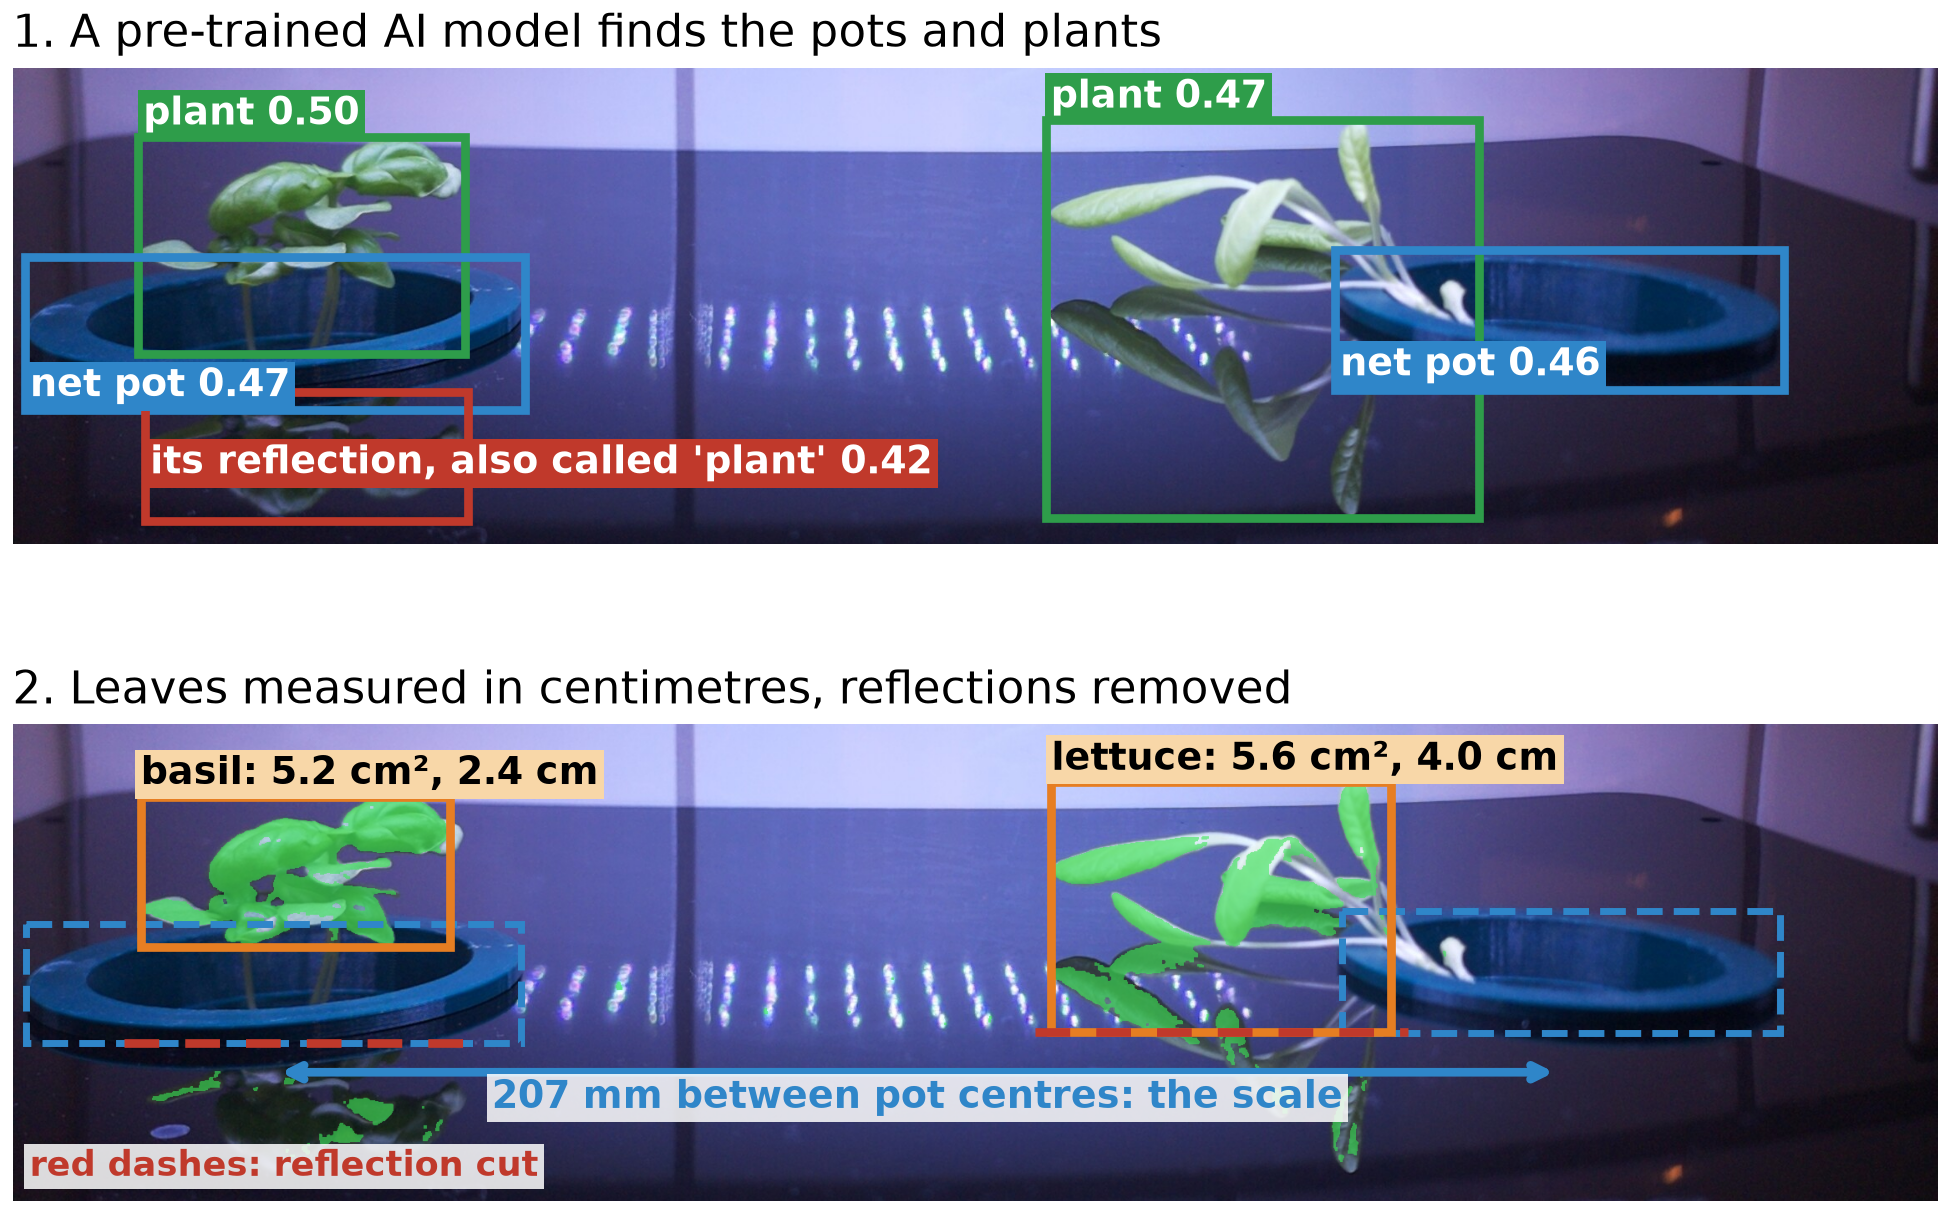 1. A pre-trained AI model finds the pots and plants
plant 0.50
plant 0.47
net pot 0.47
net pot 0.46
its reflection, also called 'plant' 0.42
2. Leaves measured in centimetres, reflections removed
basil: 5.2 cm², 2.4 cm
lettuce: 5.6 cm², 4.0 cm
207 mm between pot centres: the scale
red dashes: reflection cut